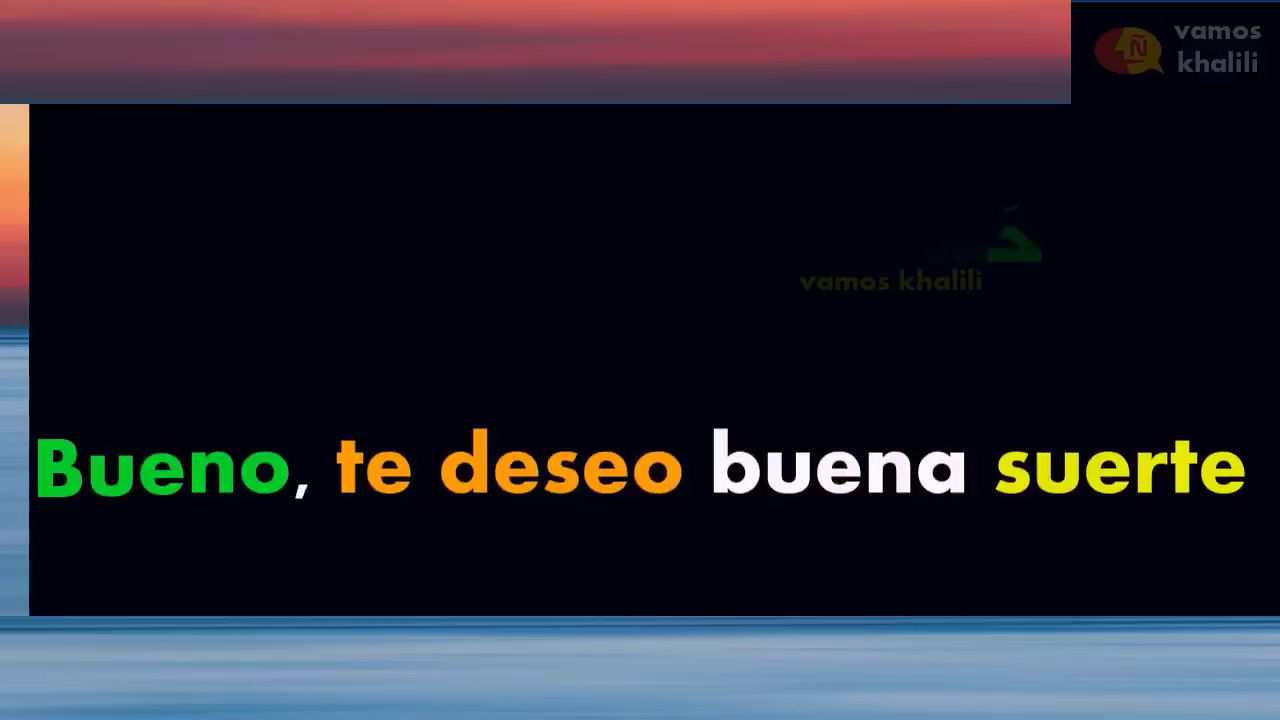 vamos
khalili
Ñ
vamos khalili
Bueno, te deseo buena suerte